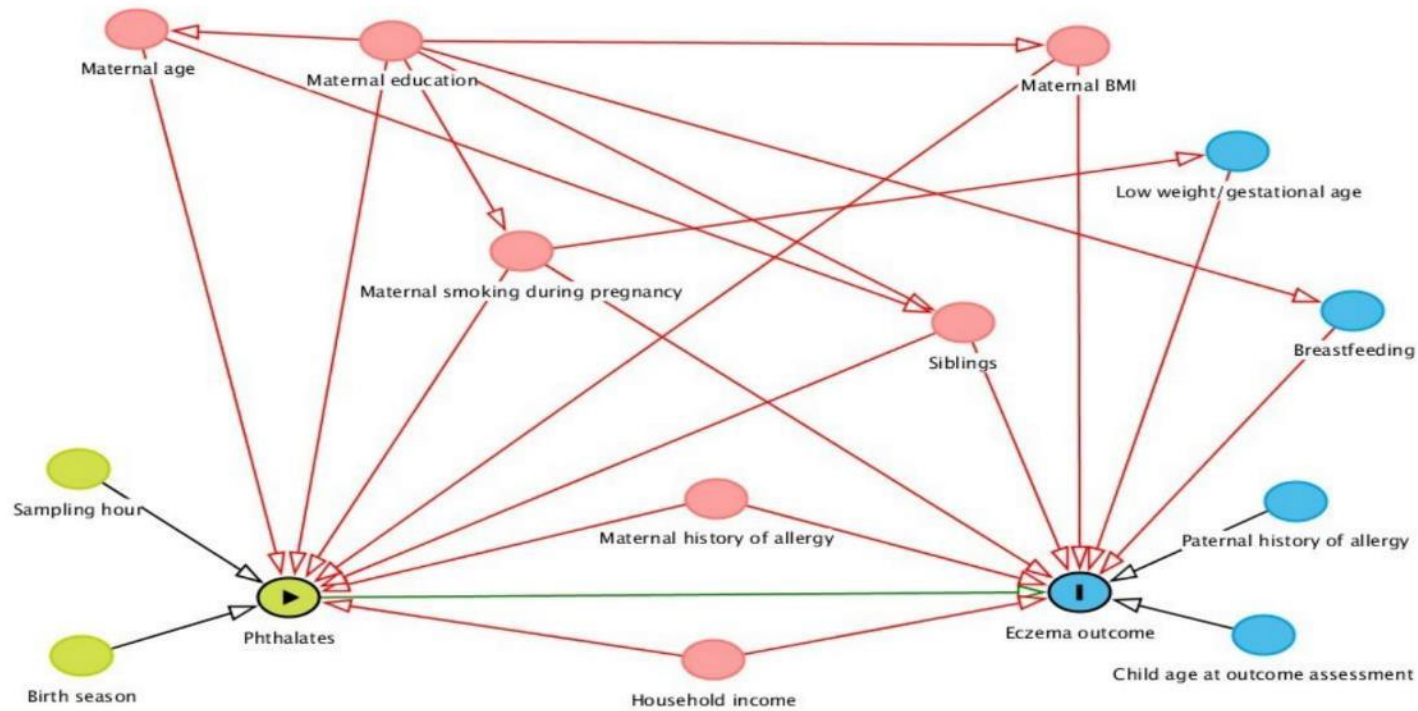 Maternal age
Maternal education
Maternal BMI
Low weight/gestational age
Maternal smoking during pregnancy
Siblings
Breastfeeding
Sampling hour
Maternal history of allergy
Paternal history of allergy
Phthalates
Eczema outcome
Child age at outcome assessment
Birth season
Household income